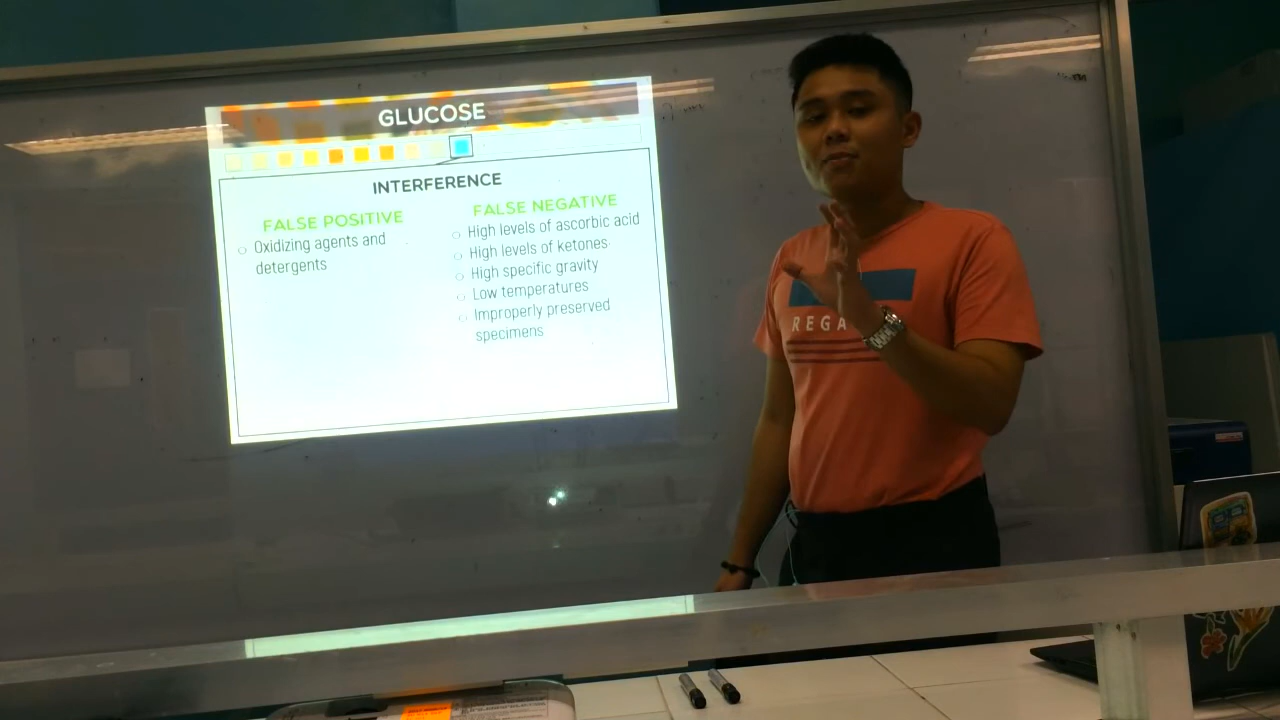 GLUCOSE
INTERFERENCE
FALSE POSITIVE
○ Oxidizing agents and
detergents
FALSE NEGATIVE
○ High levels of ascorbic acid
○ High levels of ketones
○ High specific gravity
○ Low temperatures
○ Improperly preserved
specimens
REGA